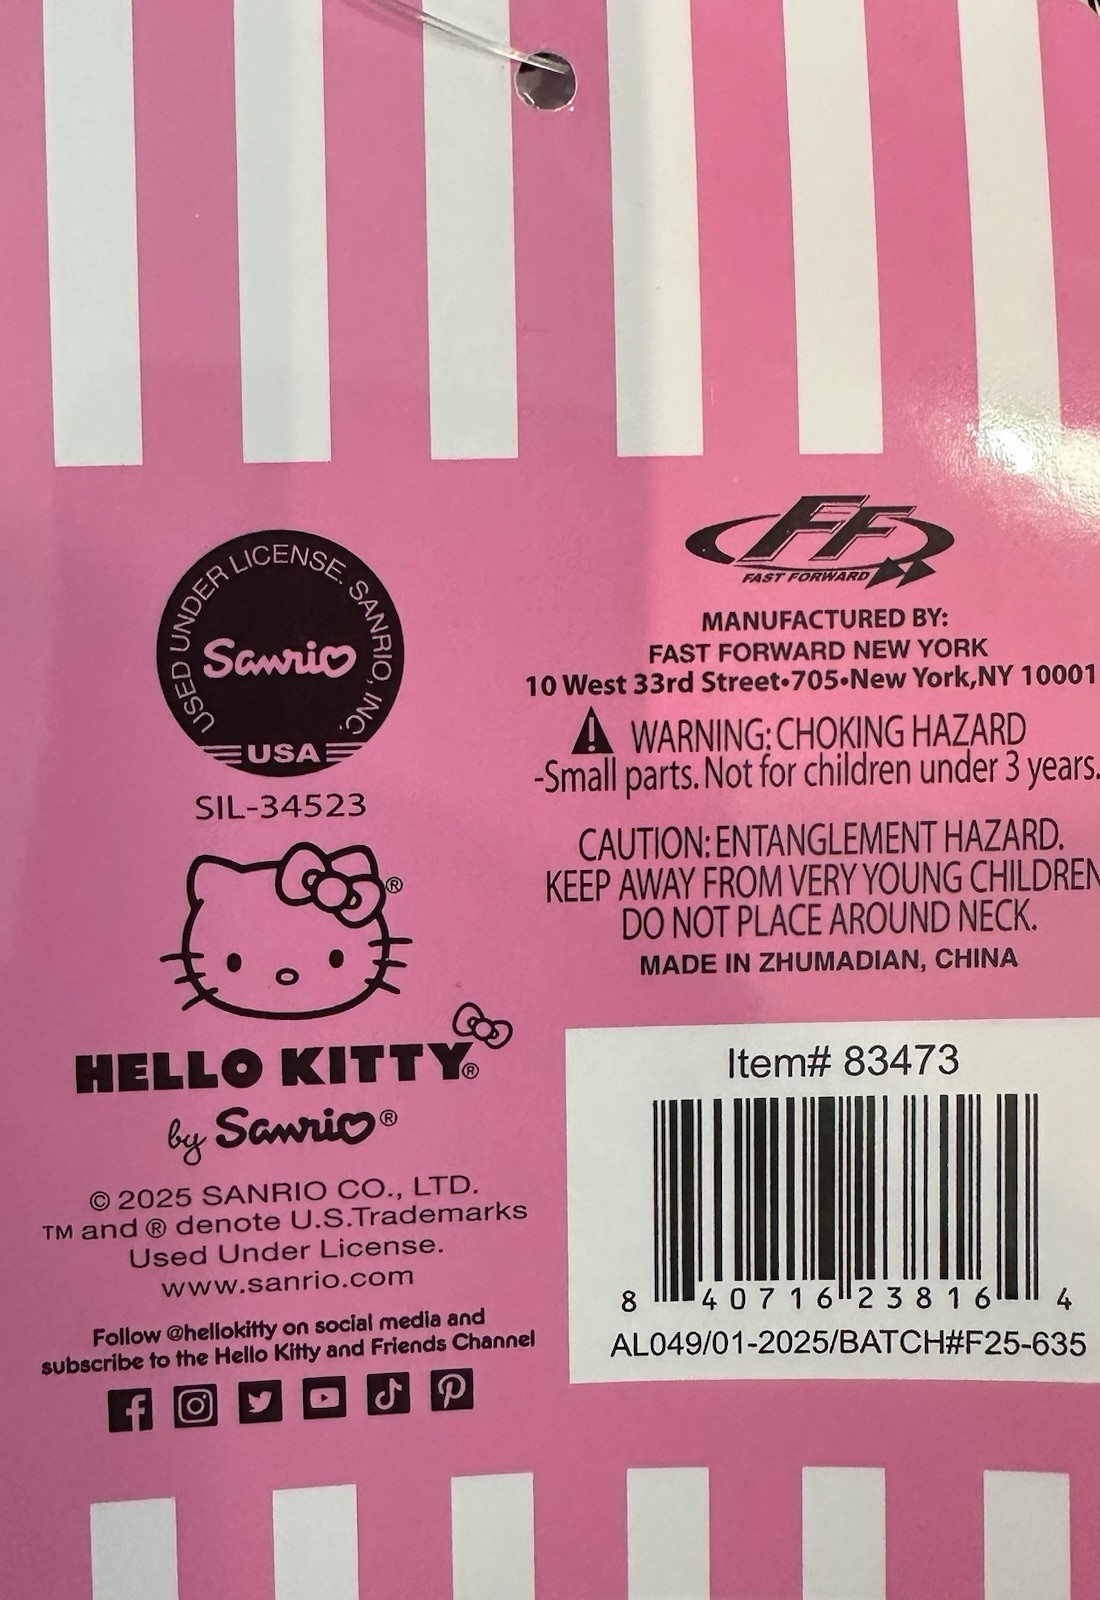 USED UNDER LICENSE. SANRIO, INC.
Sanrio
USA
SIL-34523
®
HELLO KITTY®
by Sanrio®
© 2025 SANRIO CO., LTD.
TM and ® denote U.S.Trademarks
Used Under License.
www.sanrio.com
Follow @hellokitty on social media and
subscribe to the Hello Kitty and Friends Channel
FF
FAST FORWARD
MANUFACTURED BY:
FAST FORWARD NEW YORK
10 West 33rd Street•705•New York,NY 10001
WARNING: CHOKING HAZARD
-Small parts. Not for children under 3 years.
CAUTION: ENTANGLEMENT HAZARD.
KEEP AWAY FROM VERY YOUNG CHILDREN
DO NOT PLACE AROUND NECK.
MADE IN ZHUMADIAN, CHINA
Item# 83473
8 40716 23816 4
AL049/01-2025/BATCH#F25-635